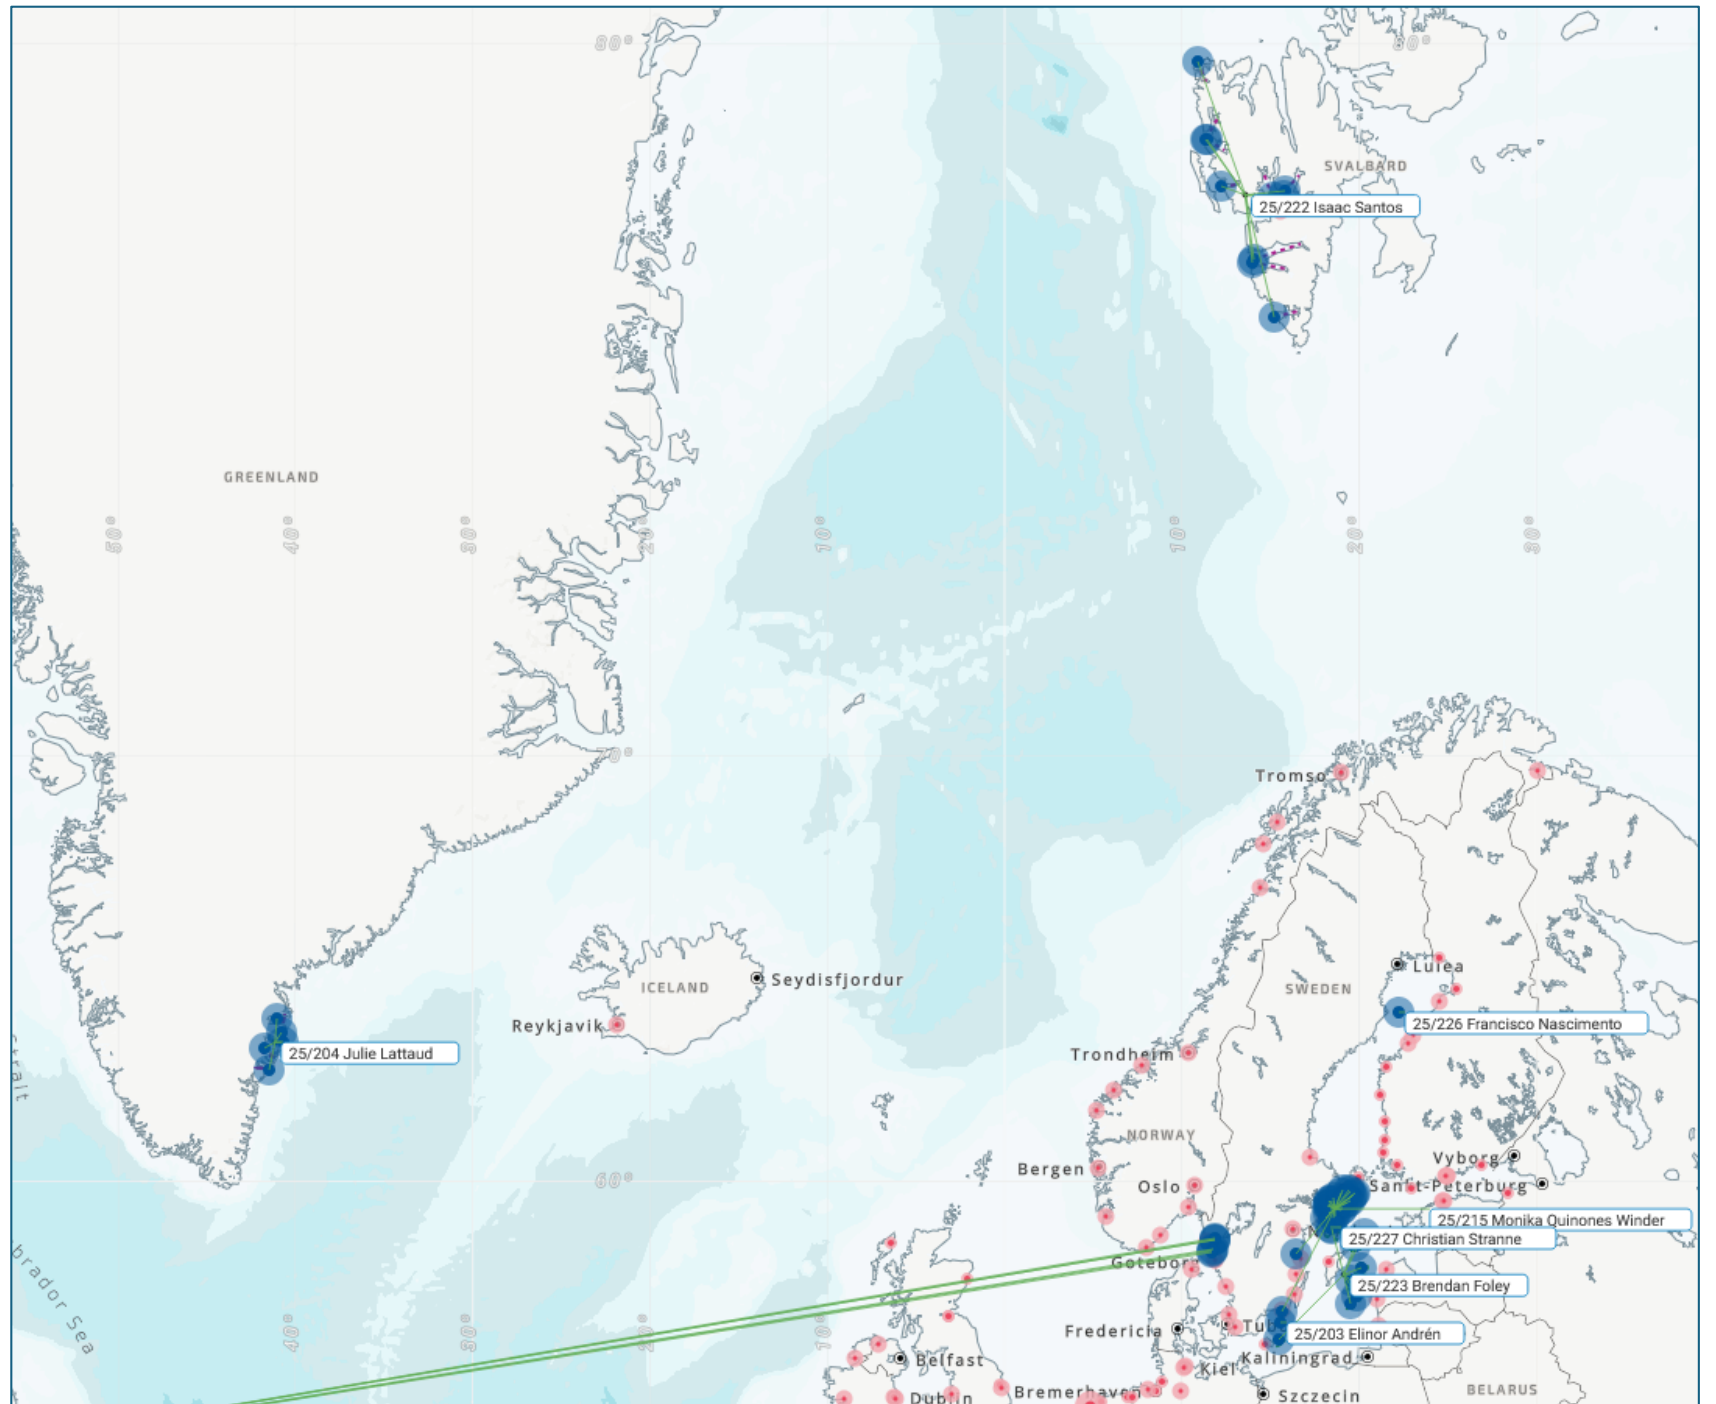 80°
80°
SVALBARD
25/222 Isaac Santos
GREENLAND
50°
40°
30°
20°
10°
10°
20°
30°
70°
Tromso
Lulea
Seydisfjordur
ICELAND
SWEDEN
Reykjavik
25/226 Francisco Nascimento
25/204 Julie Lattaud
Trondheim
Strait
NORWAY
Vyborg
Bergen
60°
Oslo
Sankt-Peterburg
25/215 Monika Quinones Winder
25/227 Christian Stranne
brador Sea
Goteborg
25/223 Brendan Foley
40°
30°
20°
Fredericia
25/203 Elinor Andrén
Belfast
Kaliningrad
Kiel
Bremerhaven
BELARUS
Dublin
Szczecin